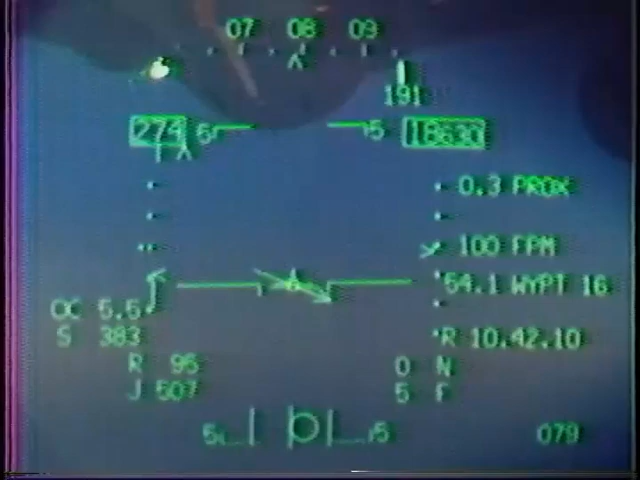 07 08 09
191
274 5 5 18630
0.3 PROX
100 FPM
54.1 WYPT 16
OC 5.5
S 383
R 10.42.10
R 95 0 N
J 507 5 F
5 5 079